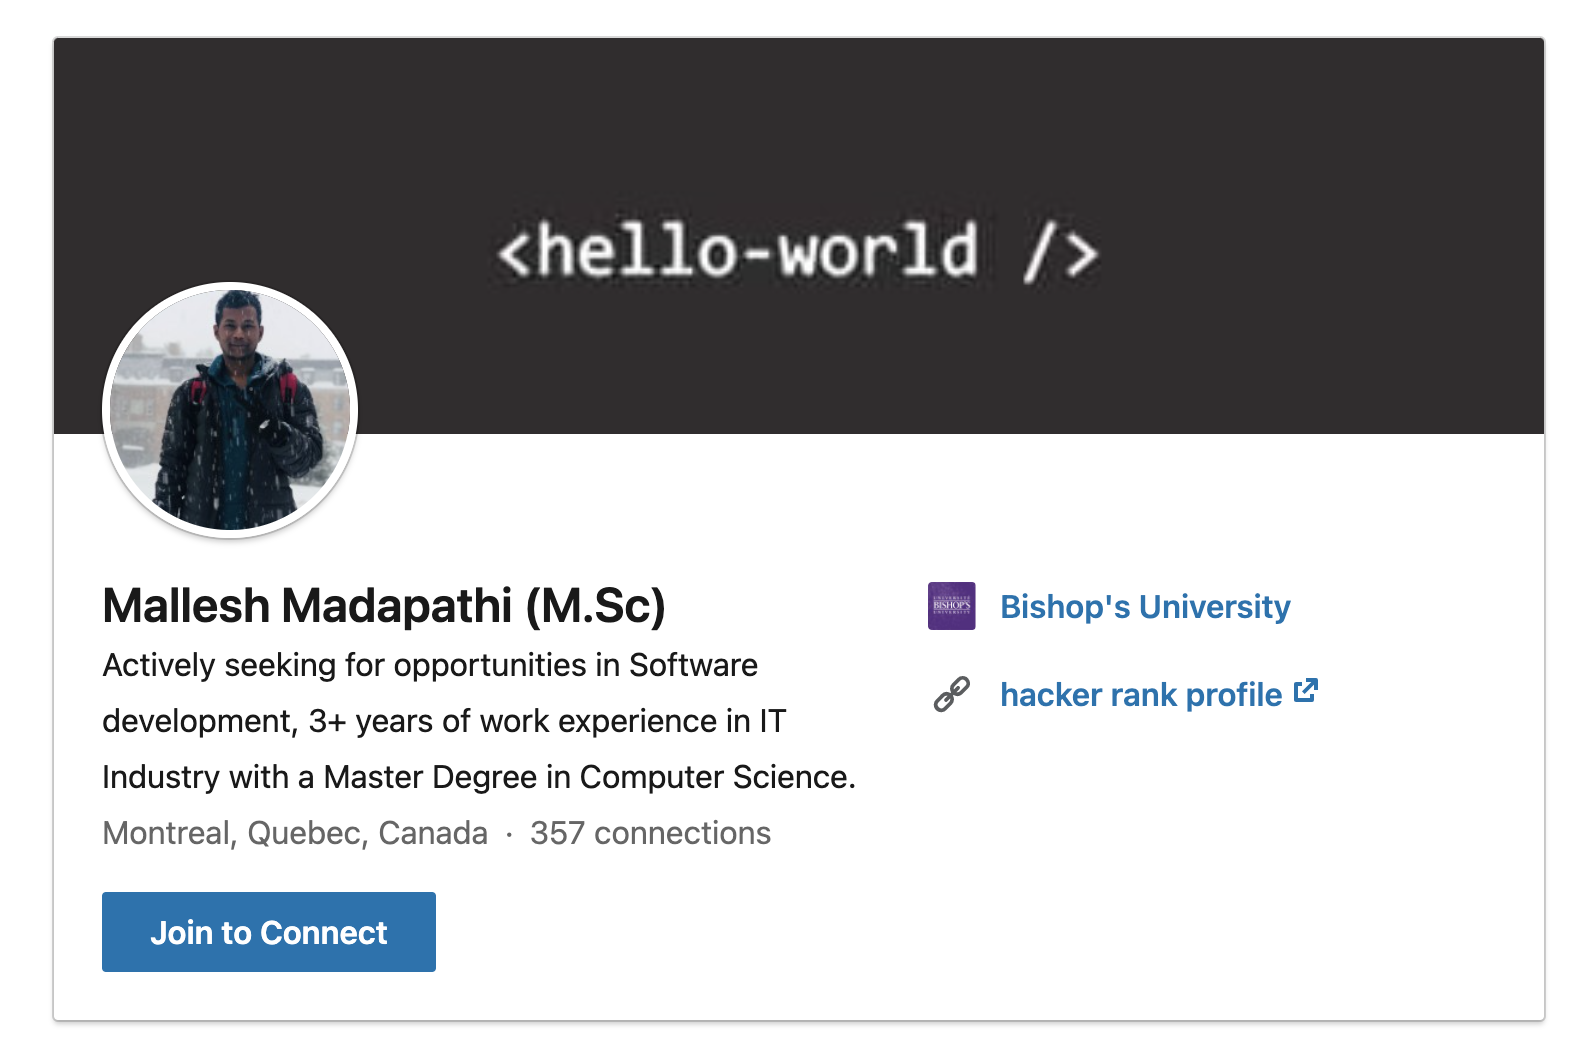 <hello-world />
Mallesh Madapathi (M.Sc)
Actively seeking for opportunities in Software
development, 3+ years of work experience in IT
Industry with a Master Degree in Computer Science.
Montreal, Quebec, Canada · 357 connections
Join to Connect
BISHOP'S
Bishop's University
hacker rank profile